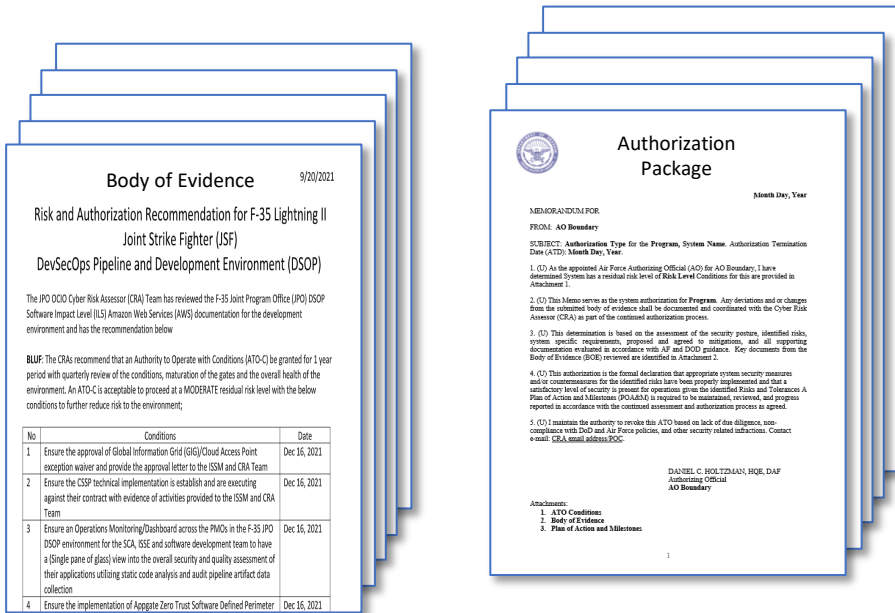 Body of Evidence
9/20/2021
Risk and Authorization Recommendation for F-35 Lightning II
Joint Strike Fighter (JSF)
DevSecOps Pipeline and Development Environment (DSOP)
The JPO OCIO Cyber Risk Assessor (CRA) Team has reviewed the F-35 Joint Program Office (JPO) DSOP
Software Impact Level (IL5) Amazon Web Services (AWS) documentation for the development
environment and has the recommendation below
BLUF: The CRAs recommend that an Authority to Operate with Conditions (ATO-C) be granted for 1 year
period with quarterly review of the conditions, maturation of the gates and the overall health of the
environment. An ATO-C is acceptable to proceed at a MODERATE residual risk level with the below
conditions to further reduce risk to the environment;
No Conditions Date
1 Ensure the approval of Global Information Grid (GIG)/Cloud Access Point Dec 16, 2021
exception waiver and provide the approval letter to the ISSM and CRA Team
2 Ensure the CSSP technical implementation is establish and are executing Dec 16, 2021
against their contract with evidence of activities provided to the ISSM and CRA
Team
3 Ensure an Operations Monitoring/Dashboard across the PMOs in the F-35 JPO Dec 16, 2021
DSOP environment for the SCA, ISSE and software development team to have
a (Single pane of glass) view into the overall security and quality assessment of
their applications utilizing static code analysis and audit pipeline artifact data
collection
4 Ensure the implementation of Appgate Zero Trust Software Defined Perimeter Dec 16, 2021
Authorization
Package
Month Day, Year
MEMORANDUM FOR
FROM: AO Boundary
SUBJECT: Authorization Type for the Program, System Name. Authorization Termination
Date (ATD): Month Day, Year.
1. (U) As the appointed Air Force Authorizing Official (AO) for AO Boundary, I have
determined System has a residual risk level of Risk Level Conditions for this are provided in
Attachment 1.
2. (U) This Memo serves as the system authorization for Program. Any deviations and or changes
from the submitted body of evidence shall be documented and coordinated with the Cyber Risk
Assessor (CRA) as part of the continued authorization process.
3. (U) This determination is based on the assessment of the security posture, identified risks,
system specific requirements, proposed and agreed to mitigations, and all supporting
documentation evaluated in accordance with AF and DOD guidance. Key documents from the
Body of Evidence (BOE) reviewed are identified in Attachment 2.
4. (U) This authorization is the formal declaration that appropriate system security measures
and/or countermeasures for the identified risks have been properly implemented and that a
satisfactory level of security is present for operations given the identified Risks and Tolerances A
Plan of Action and Milestones (POA&M) is required to be maintained, reviewed, and progress
reported in accordance with the continued assessment and authorization process as agreed.
5. (U) I maintain the authority to revoke this ATO based on lack of due diligence, non-
compliance with DoD and Air Force policies, and other security related infractions. Contact
e-mail: CRA email address/POC.
DANIEL C. HOLTZMAN, HQE, DAF
Authorizing Official
AO Boundary
Attachments:
1. ATO Conditions
2. Body of Evidence
3. Plan of Action and Milestones
1